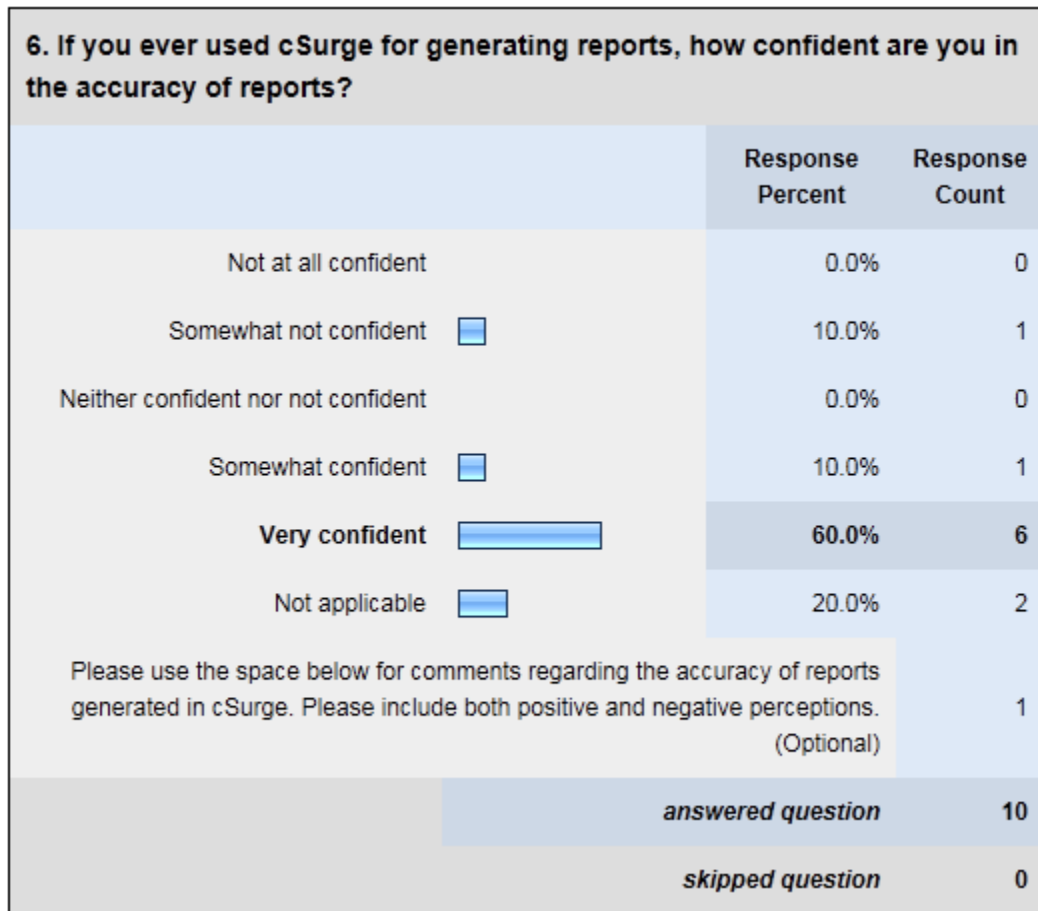 6. If you ever used cSurge for generating reports, how confident are you in
the accuracy of reports?
Response Percent Response Count
Not at all confident 0.0% 0
Somewhat not confident 10.0% 1
Neither confident nor not confident 0.0% 0
Somewhat confident 10.0% 1
Very confident 60.0% 6
Not applicable 20.0% 2
Please use the space below for comments regarding the accuracy of reports
generated in cSurge. Please include both positive and negative perceptions.
(Optional) 1
answered question 10
skipped question 0